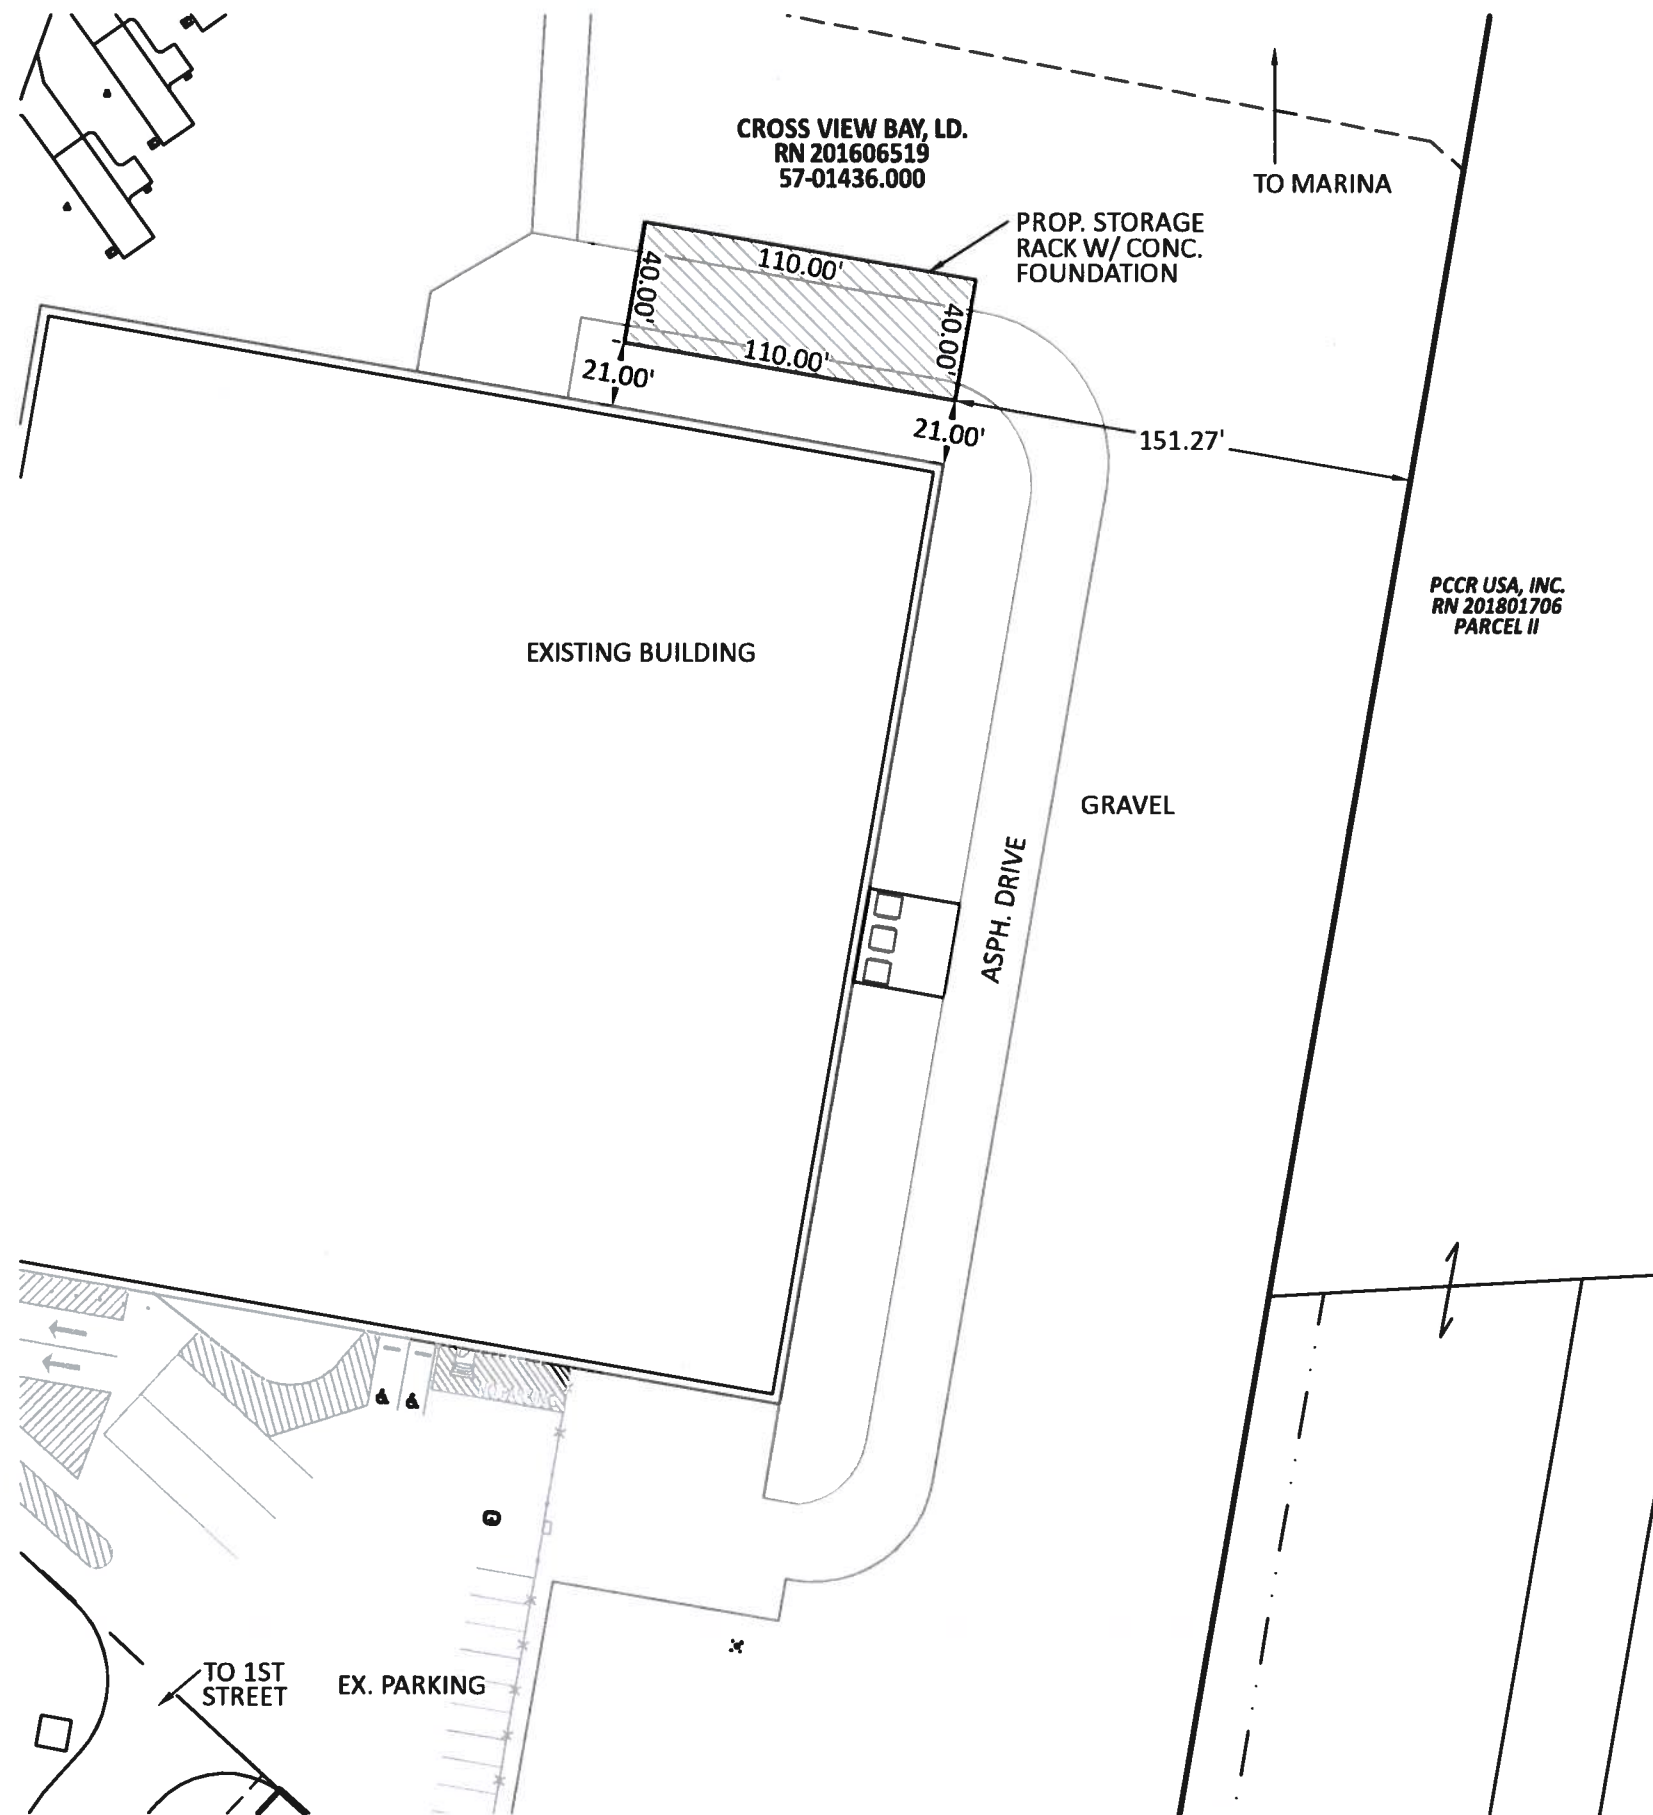 CROSS VIEW BAY, LD.
RN 201606519
57-01436.000
TO MARINA
PROP. STORAGE
RACK W/ CONC.
FOUNDATION
110.00'
40.00'
40.00'
110.00'
21.00'
21.00'
151.27'
PCCR USA, INC.
RN 201801706
PARCEL II
EXISTING BUILDING
GRAVEL
ASPH. DRIVE
G
TO 1ST
STREET
EX. PARKING